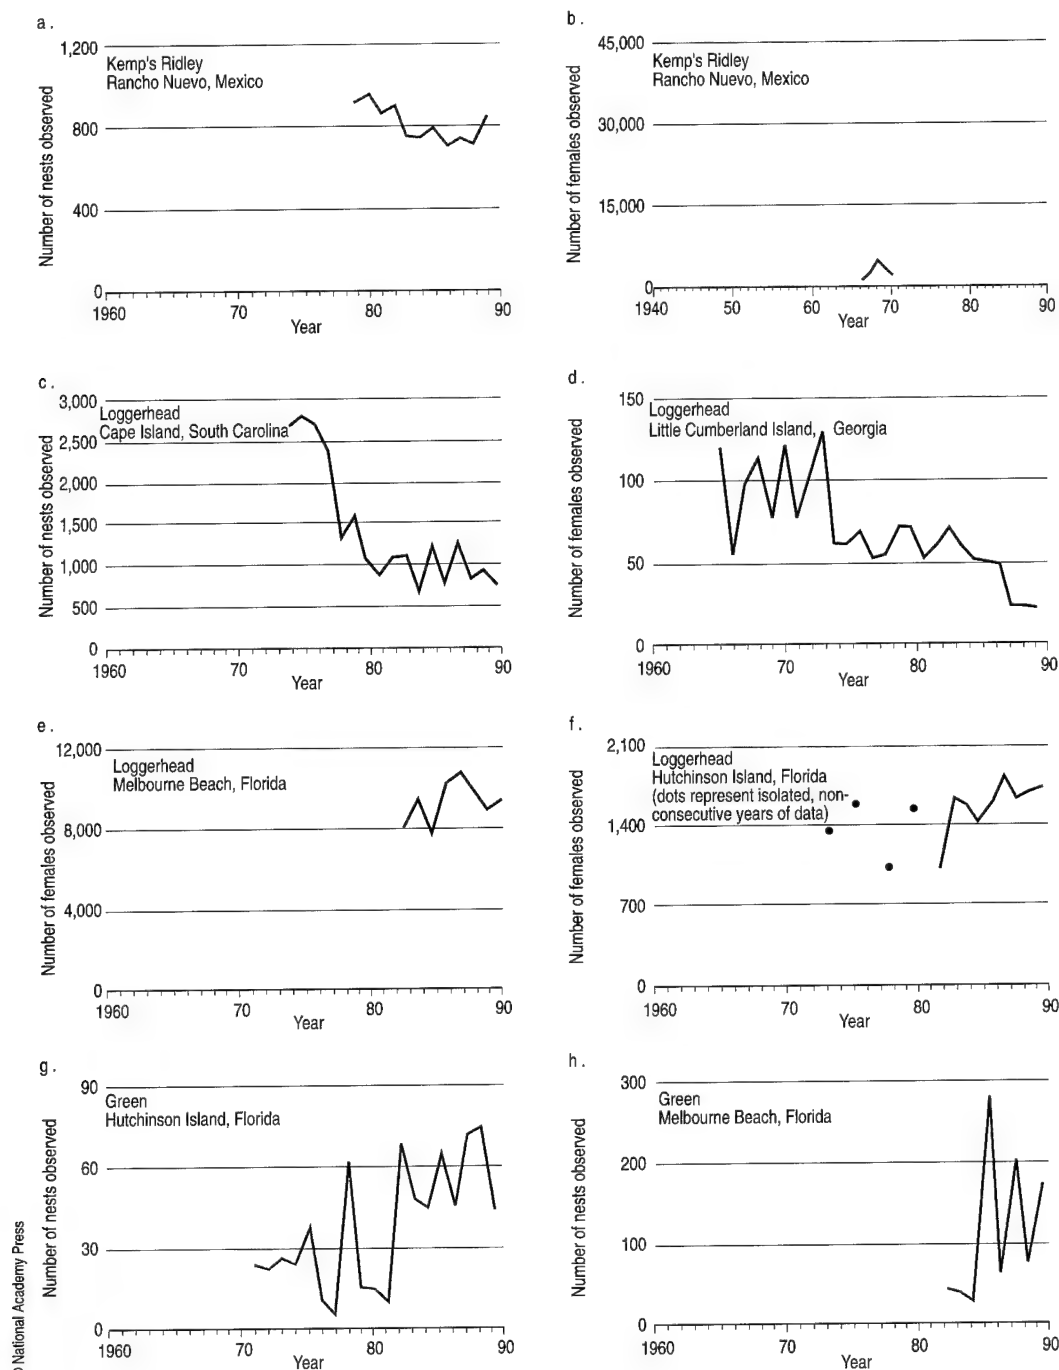 a.
1,200
800
400
0
Number of nests observed
Kemp's Ridley
Rancho Nuevo, Mexico
1960 70 80 90
Year
b.
45,000
30,000
15,000
0
Number of females observed
Kemp's Ridley
Rancho Nuevo, Mexico
1940 50 60 70 80 90
Year
c.
3,000
2,500
2,000
1,500
1,000
500
0
Number of nests observed
Loggerhead
Cape Island, South Carolina
1960 70 80 90
Year
d.
150
100
50
0
Number of females observed
Loggerhead
Little Cumberland Island, Georgia
1960 70 80 90
Year
e.
12,000
8,000
4,000
0
Number of females observed
Loggerhead
Melbourne Beach, Florida
1960 70 80 90
Year
f.
2,100
1,400
700
0
Number of females observed
Loggerhead
Hutchinson Island, Florida
(dots represent isolated, non-
consecutive years of data)
1960 70 80 90
Year
g.
90
60
30
0
Number of nests observed
Green
Hutchinson Island, Florida
1960 70 80 90
Year
h.
300
200
100
0
Number of nests observed
Green
Melbourne Beach, Florida
1960 70 80 90
Year
National Academy Press